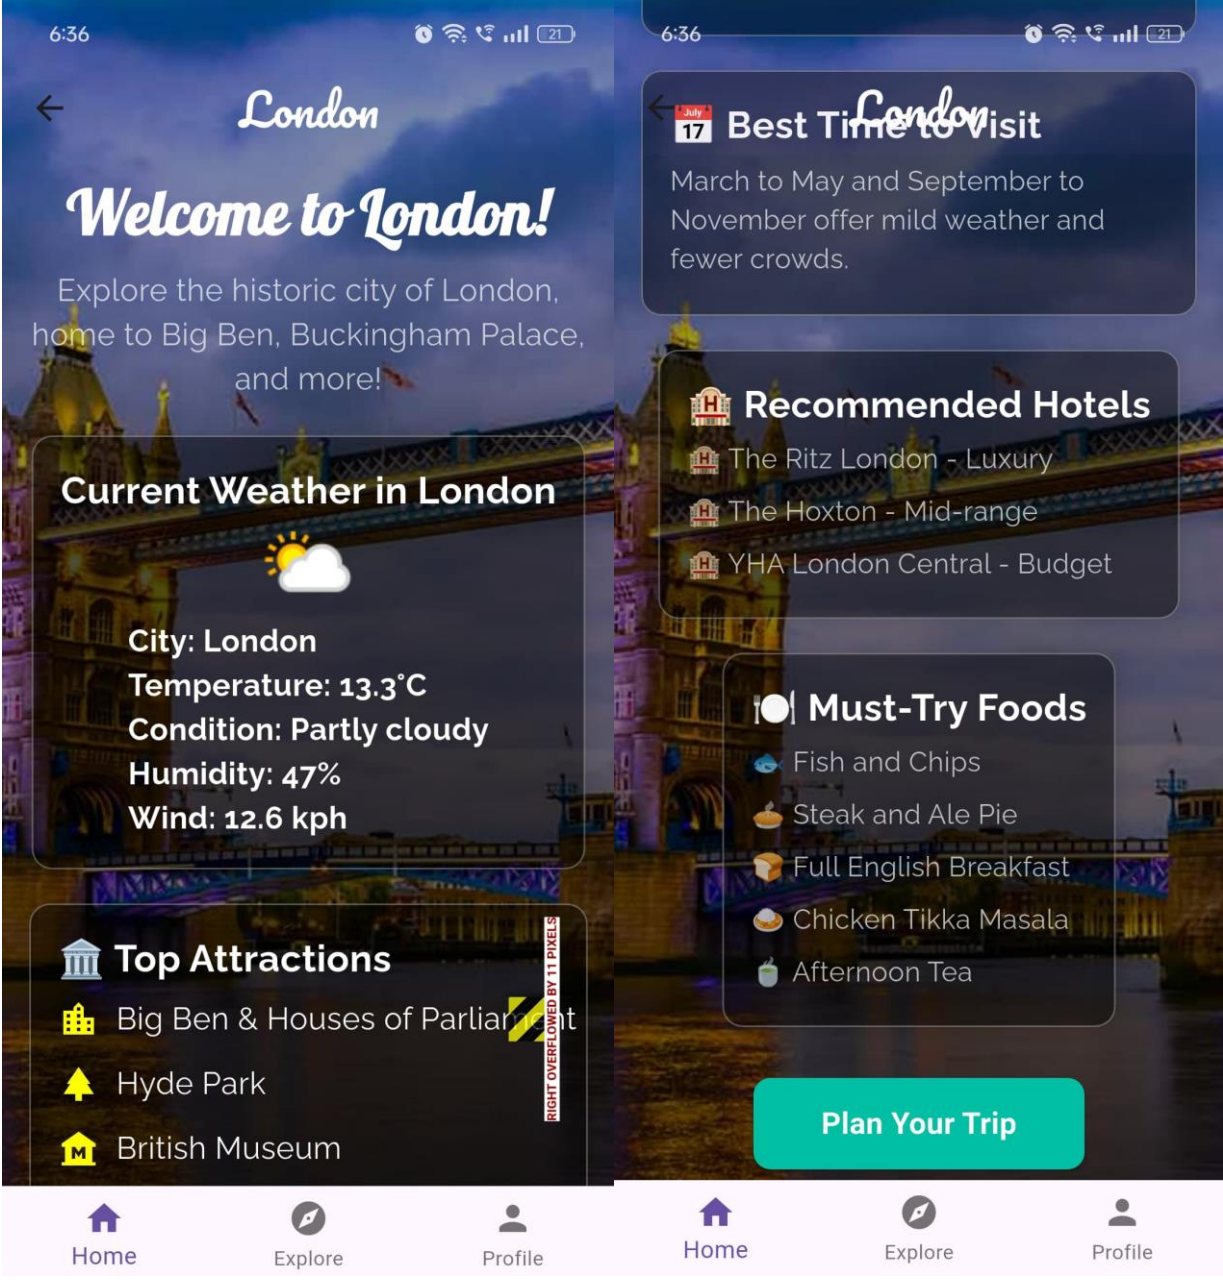 6:36
21
London
Welcome to London!
Explore the historic city of London,
home to Big Ben, Buckingham Palace,
and more!
Current Weather in London
City: London
Temperature: 13.3°C
Condition: Partly cloudy
Humidity: 47%
Wind: 12.6 kph
Top Attractions
Big Ben & Houses of Parliament
Hyde Park
M
British Museum
RIGHT OVERFLOWED BY 11 PIXELS
Home
Explore
Profile
6:36
21
London
July
17
Best Time to Visit
March to May and September to
November offer mild weather and
fewer crowds.
H
Recommended Hotels
H
The Ritz London - Luxury
H
The Hoxton - Mid-range
H
YHA London Central - Budget
Must-Try Foods
Fish and Chips
Steak and Ale Pie
Full English Breakfast
Chicken Tikka Masala
Afternoon Tea
Plan Your Trip
Home
Explore
Profile